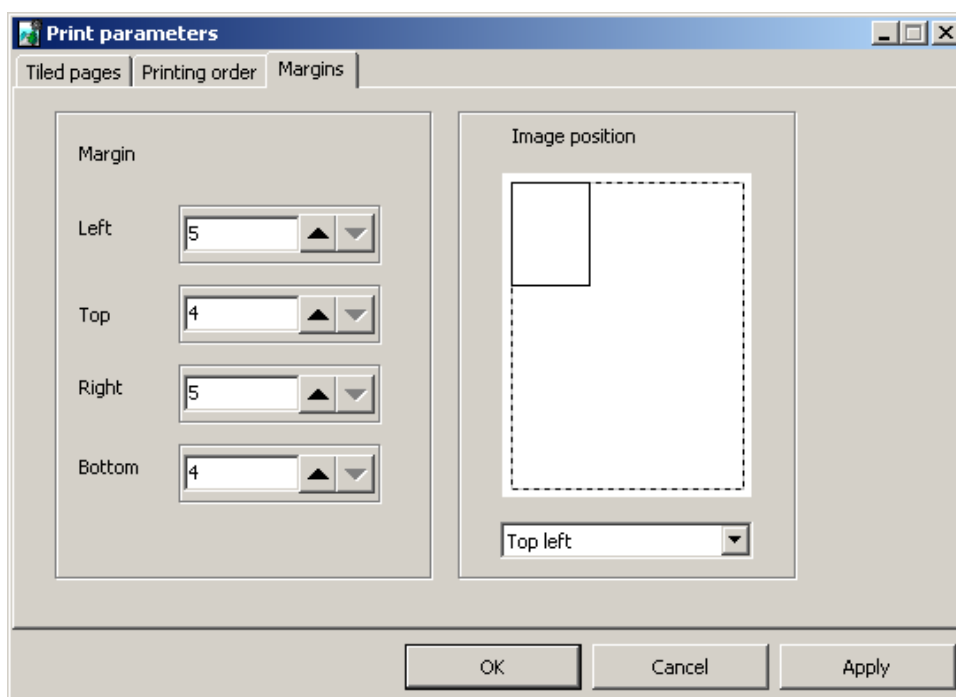 Print parameters
Tiled pages Printing order Margins
Margin
Left 5
Top 4
Right 5
Bottom 4
Image position
Top left
OK Cancel Apply